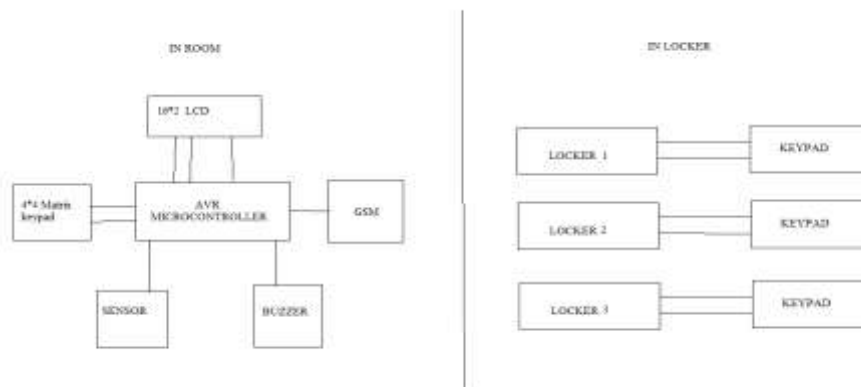 IN ROOM
16*2 LCD
4*4 Matrix
keypad
AVR
MICROCONTROLLER
GSM
SENSOR
BUZZER
IN LOCKER
LOCKER 1
KEYPAD
LOCKER 2
KEYPAD
LOCKER 3
KEYPAD